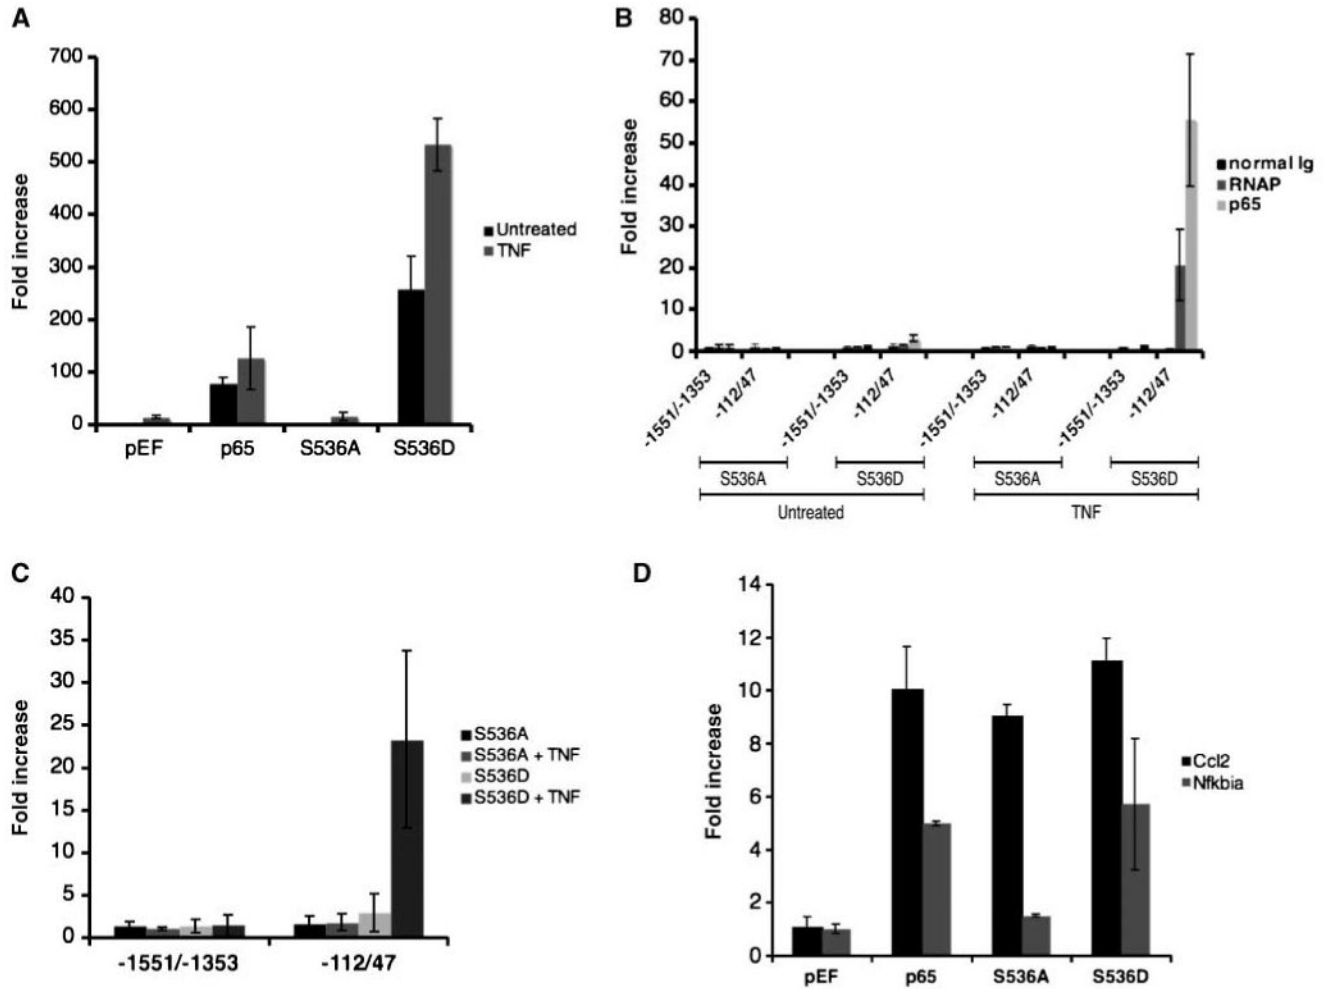 A
700
600
500
400
300
200
100
0
Fold increase
pEF
p65
S536A
S536D
Untreated
TNF
B
80
70
60
50
40
30
20
10
0
Fold increase
normal Ig
RNAP
p65
-1551/-1353
-112/47
-1551/-1353
-112/47
-1551/-1353
-112/47
-1551/-1353
-112/47
S536A
S536D
S536A
S536D
Untreated
TNF
C
40
35
30
25
20
15
10
5
0
Fold increase
-1551/-1353
-112/47
S536A
S536A + TNF
S536D
S536D + TNF
D
14
12
10
8
6
4
2
0
Fold increase
pEF
p65
S536A
S536D
Ccl2
Nfkbia